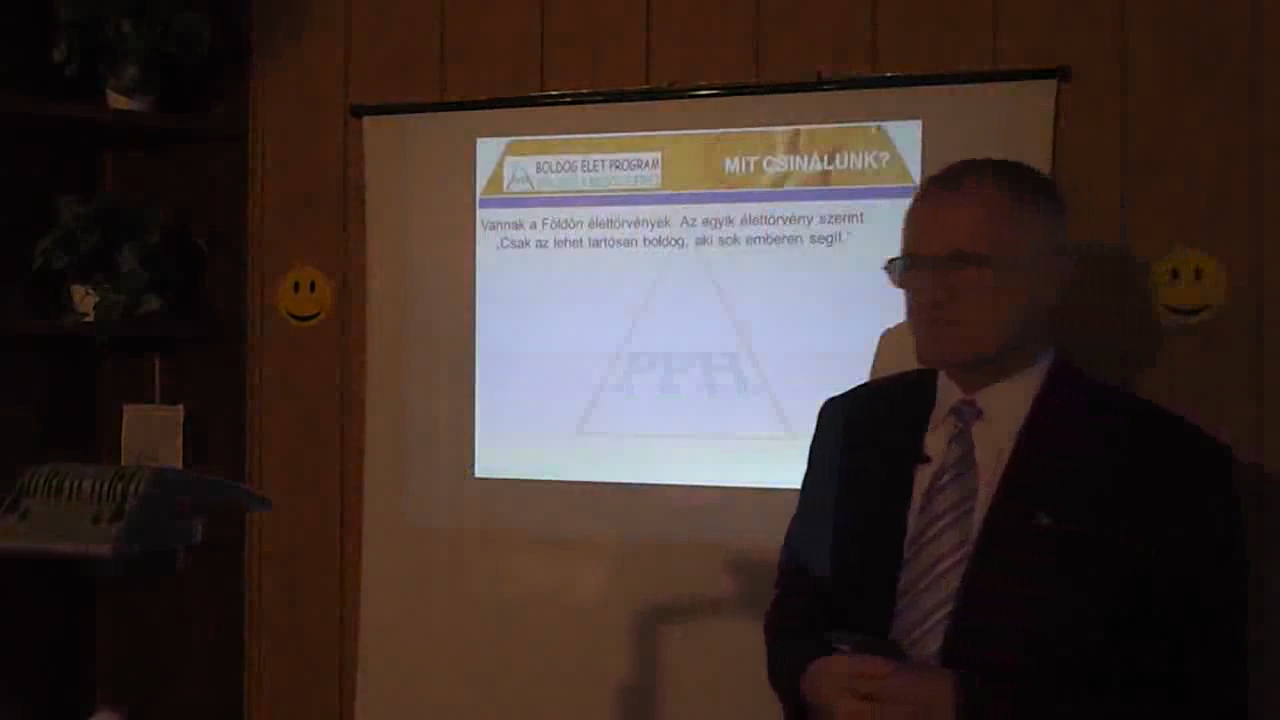 BOLDOG ÉLET PROGRAM
MIT CSINÁLUNK?
Vannak a Földön élettörvények. Az egyik élettörvény szerint
„Csak az lehet tartósan boldog, aki sok emberen segít.”
PPH